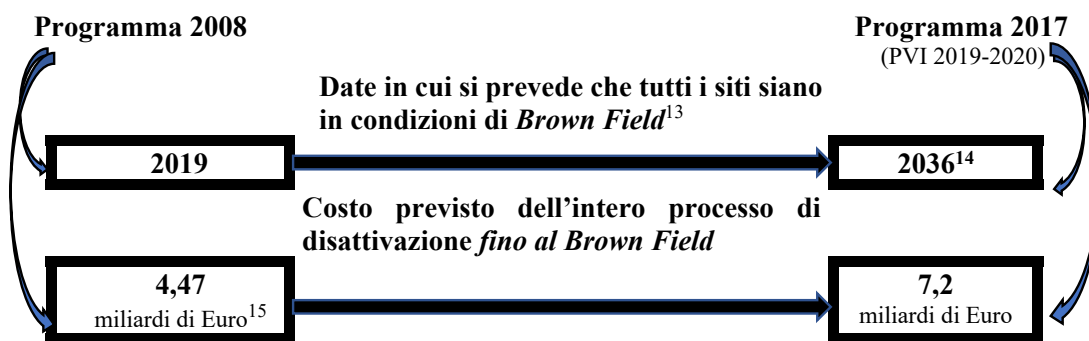 Programma 2008
Programma 2017
(PVI 2019-2020)
Date in cui si prevede che tutti i siti siano
in condizioni di Brown Field13
2019
203614
Costo previsto dell’intero processo di
disattivazione fino al Brown Field
4,47
miliardi di Euro15
7,2
miliardi di Euro